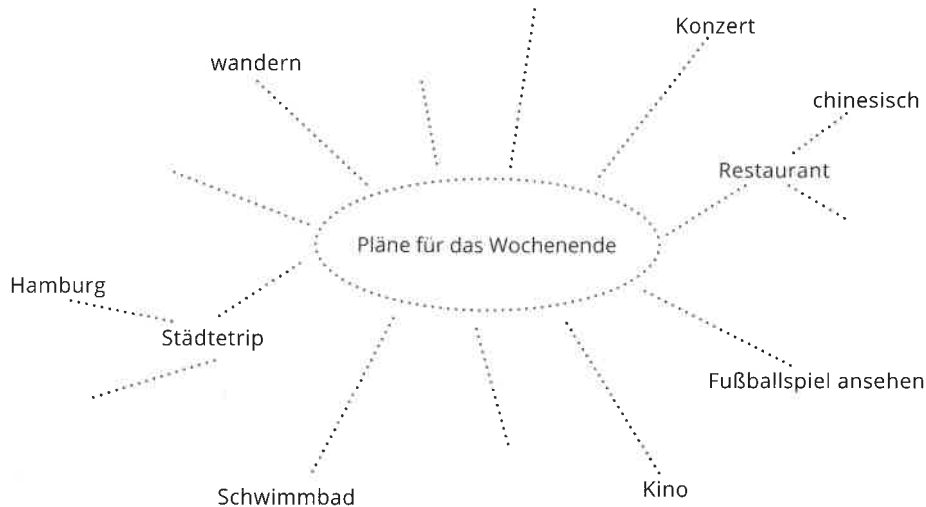 Konzert
wandern
chinesisch
Restaurant
Pläne für das Wochenende
Hamburg
Städtetrip
Fußballspiel ansehen
Schwimmbad
Kino